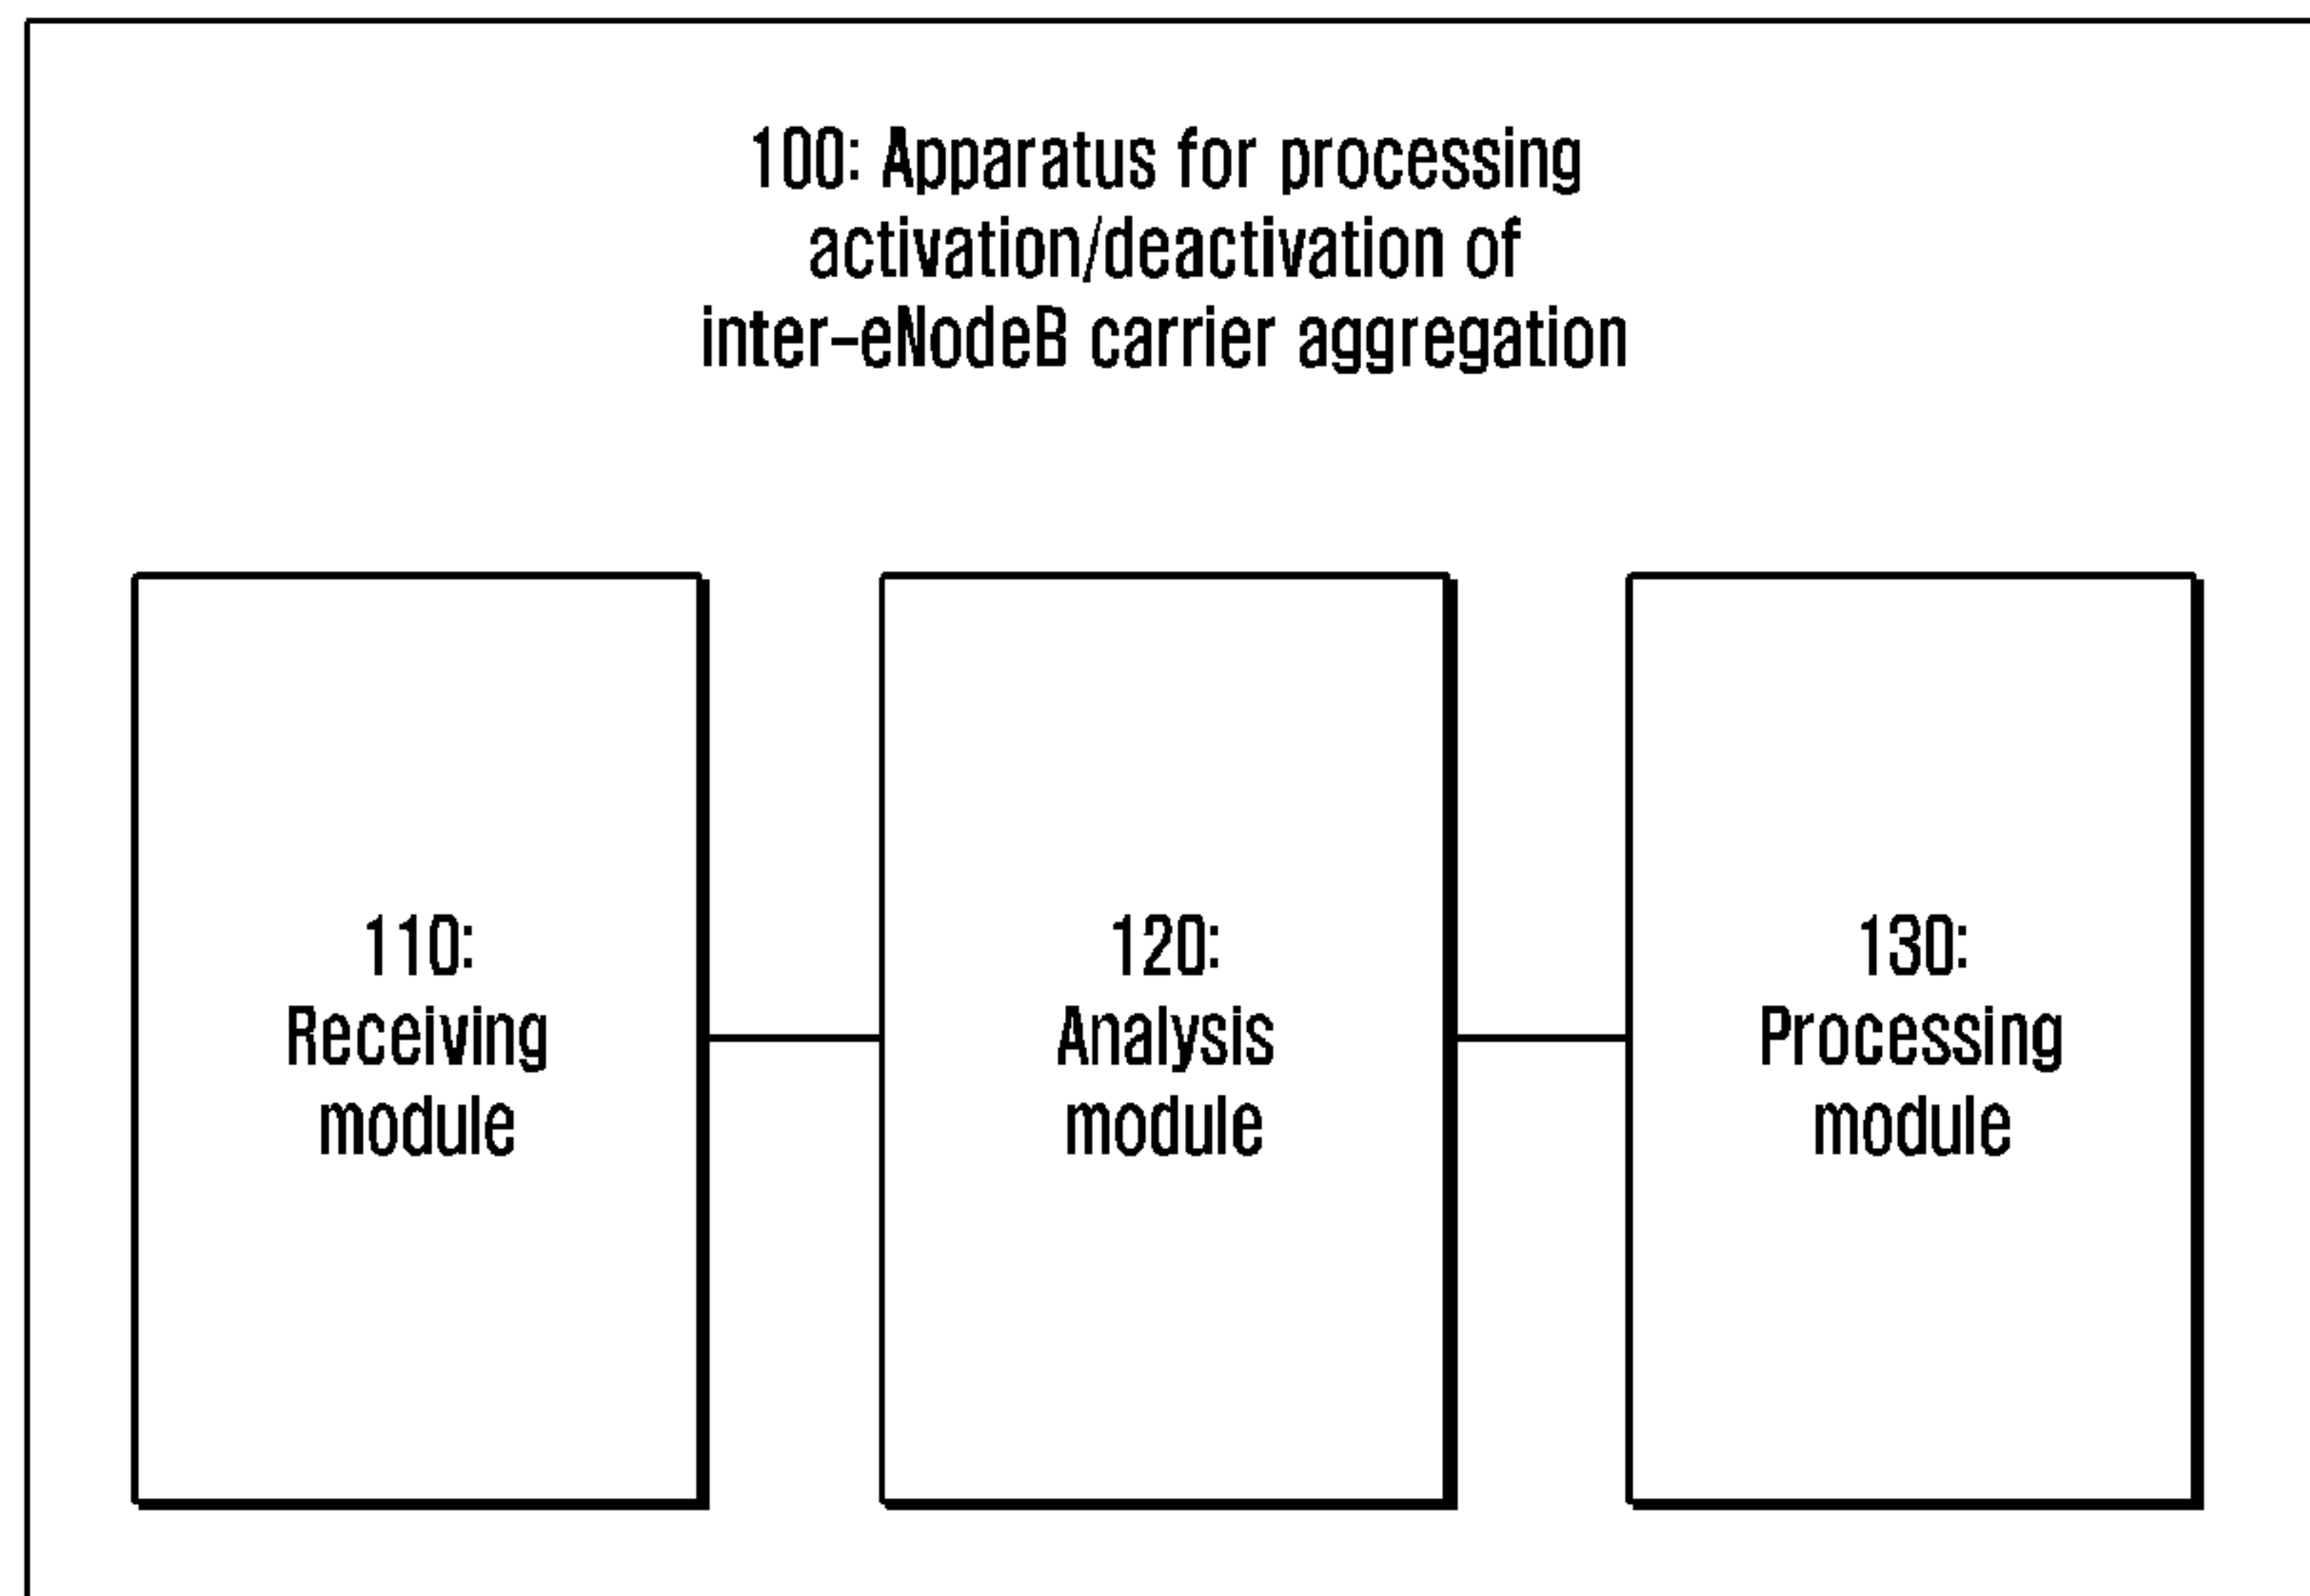 100: Apparatus for processing
activation/deactivation of
inter-eNodeB carrier aggregation
110:
Receiving
module
120:
Analysis
module
130:
Processing
module